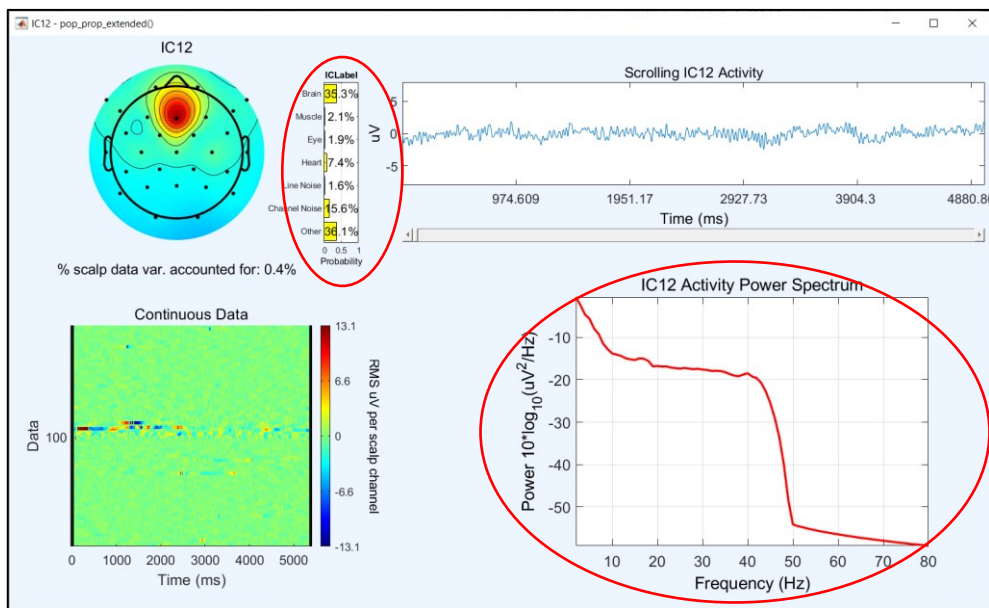 IC12 - pop_prop_extended()
IC12
ICLabel
Brain 35.3%
Muscle 2.1%
Eye 1.9%
Heart 7.4%
Line Noise 1.6%
Channel Noise 15.6%
Other 36.1%
0 0.5 1
Probability
% scalp data var. accounted for: 0.4%
Scrolling IC12 Activity
5
0
-5
uV
974.609 1951.17 2927.73 3904.3 4880.86
Time (ms)
Continuous Data
Data
100
0 1000 2000 3000 4000 5000
Time (ms)
13.1
6.6
0
-6.6
-13.1
RMS uV per scalp channel
IC12 Activity Power Spectrum
Power 10*log10(uV2/Hz)
-10
-20
-30
-40
-50
10 20 30 40 50 60 70 80
Frequency (Hz)